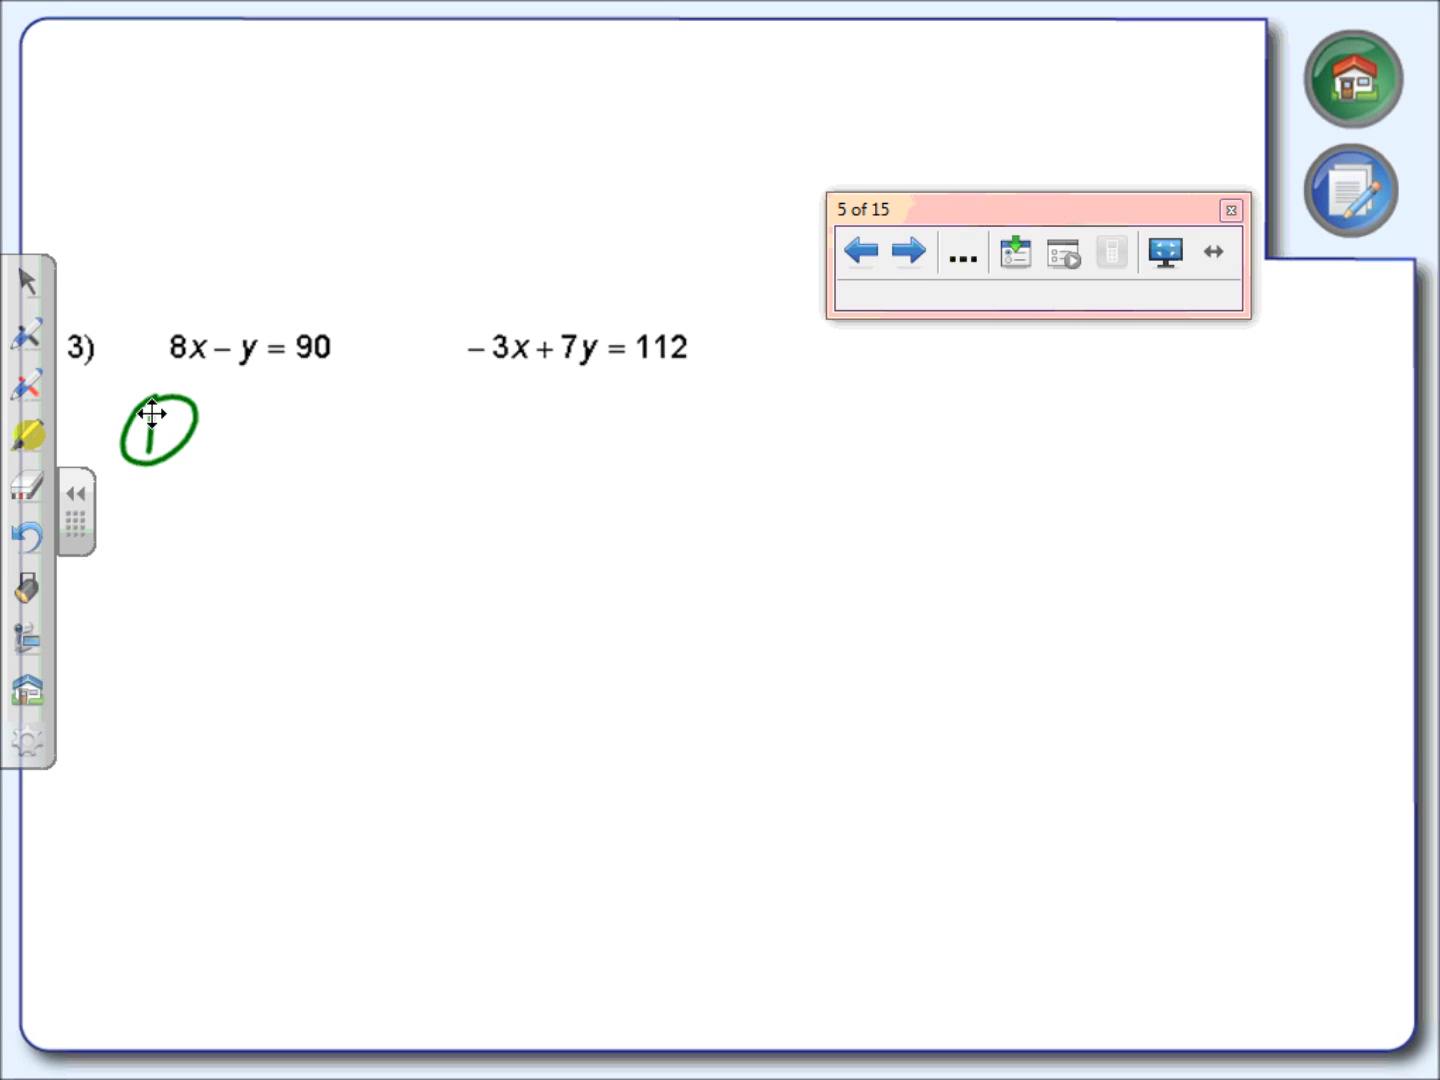 5 of 15
3) 8x – y = 90 – 3x + 7y = 112
1